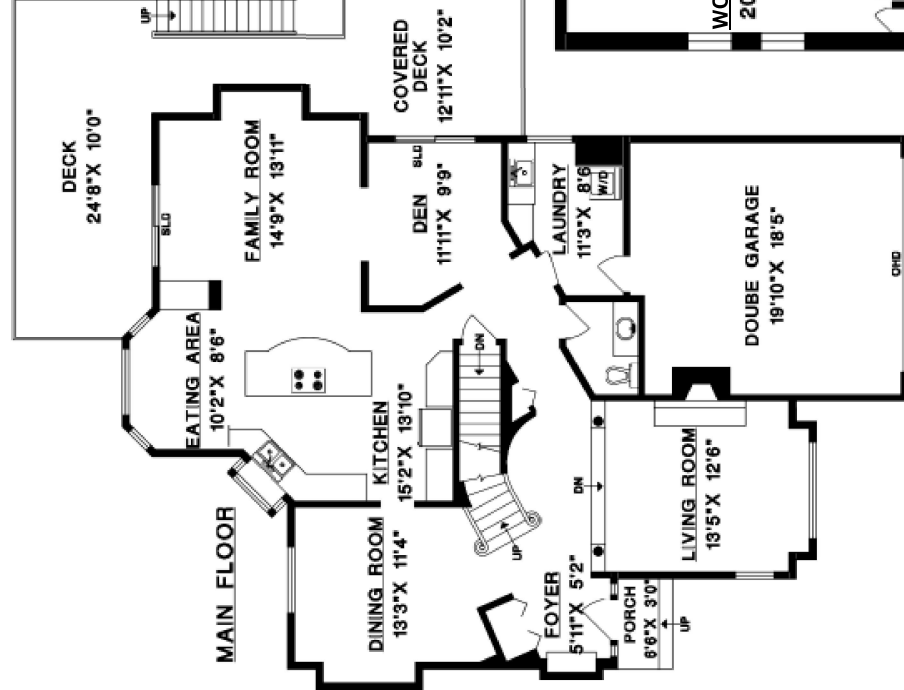 UP
COVERED
DECK
12'11"X 10'2"
WO
20
DECK
24'8"X 10'0"
FAMILY ROOM
14'9"X 13'11"
SLD
SLD
DEN
11'11"X 9'9"
LAUNDRY
11'3"X 8'6
W/D
DOUBE GARAGE
19'10"X 18'5"
OHD
EATING AREA
10'2"X 8'6"
DN
KITCHEN
15'2"X 13'10"
DN
LIVING ROOM
13'5"X 12'6"
MAIN FLOOR
DINING ROOM
13'3"X 11'4"
UP
FOYER
5'11"X 5'2"
PORCH
6'6"X 3'0"
UP